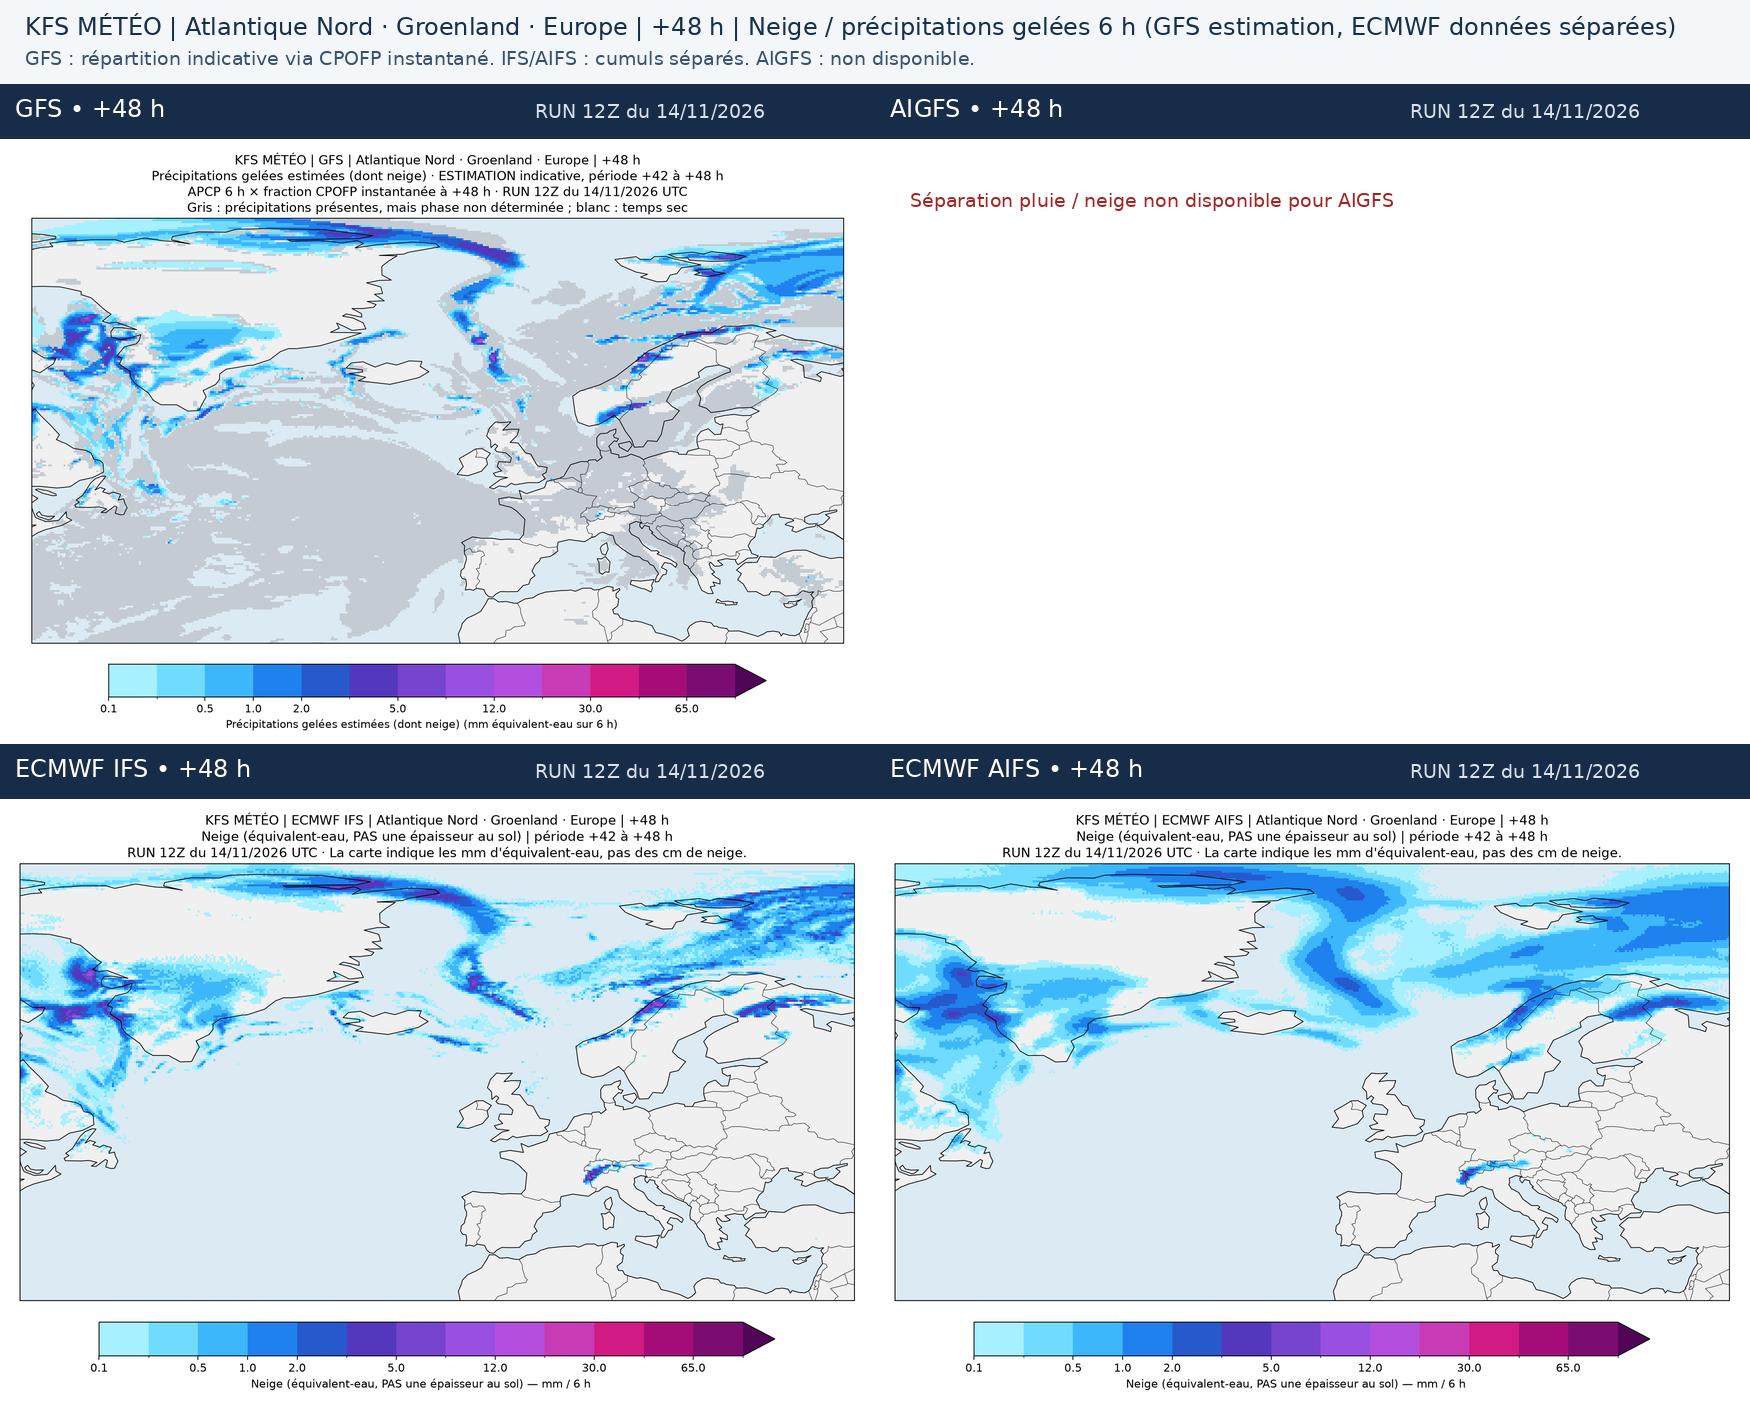 KFS MÉTÉO | Atlantique Nord · Groenland · Europe | +48 h | Neige / précipitations gelées 6 h (GFS estimation, ECMWF données séparées)
GFS : répartition indicative via CPOFP instantané. IFS/AIFS : cumuls séparés. AIGFS : non disponible.
GFS • +48 h
RUN 12Z du 14/11/2026
AIGFS • +48 h
RUN 12Z du 14/11/2026
KFS MÉTÉO | GFS | Atlantique Nord · Groenland · Europe | +48 h
Précipitations gelées estimées (dont neige) · ESTIMATION indicative, période +42 à +48 h
APCP 6 h × fraction CPOFP instantanée à +48 h · RUN 12Z du 14/11/2026 UTC
Gris : précipitations présentes, mais phase non déterminée ; blanc : temps sec
Séparation pluie / neige non disponible pour AIGFS
0.1 0.5 1.0 2.0 5.0 12.0 30.0 65.0
Précipitations gelées estimées (dont neige) (mm équivalent-eau sur 6 h)
ECMWF IFS • +48 h
RUN 12Z du 14/11/2026
ECMWF AIFS • +48 h
RUN 12Z du 14/11/2026
KFS MÉTÉO | ECMWF IFS | Atlantique Nord · Groenland · Europe | +48 h
Neige (équivalent-eau, PAS une épaisseur au sol) | période +42 à +48 h
RUN 12Z du 14/11/2026 UTC · La carte indique les mm d'équivalent-eau, pas des cm de neige.
0.1 0.5 1.0 2.0 5.0 12.0 30.0 65.0
Neige (équivalent-eau, PAS une épaisseur au sol) — mm / 6 h
KFS MÉTÉO | ECMWF AIFS | Atlantique Nord · Groenland · Europe | +48 h
Neige (équivalent-eau, PAS une épaisseur au sol) | période +42 à +48 h
RUN 12Z du 14/11/2026 UTC · La carte indique les mm d'équivalent-eau, pas des cm de neige.
0.1 0.5 1.0 2.0 5.0 12.0 30.0 65.0
Neige (équivalent-eau, PAS une épaisseur au sol) — mm / 6 h